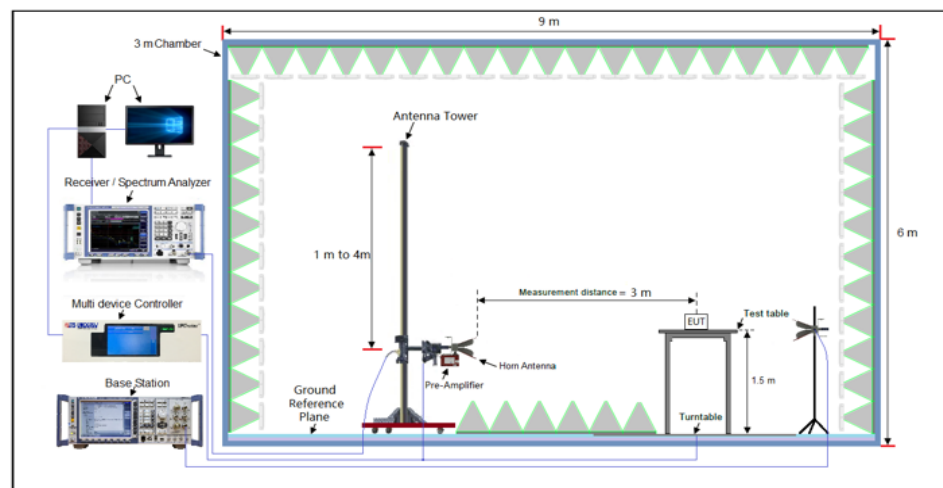 9 m
3 m Chamber
PC
Antenna Tower
Receiver / Spectrum Analyzer
6 m
1 m to 4m
Measurement distance = 3 m
Multi device Controller
EUT
Test table
Horn Antenna
Pre-Amplifier
1.5 m
Base Station
Ground
Reference
Plane
Turntable